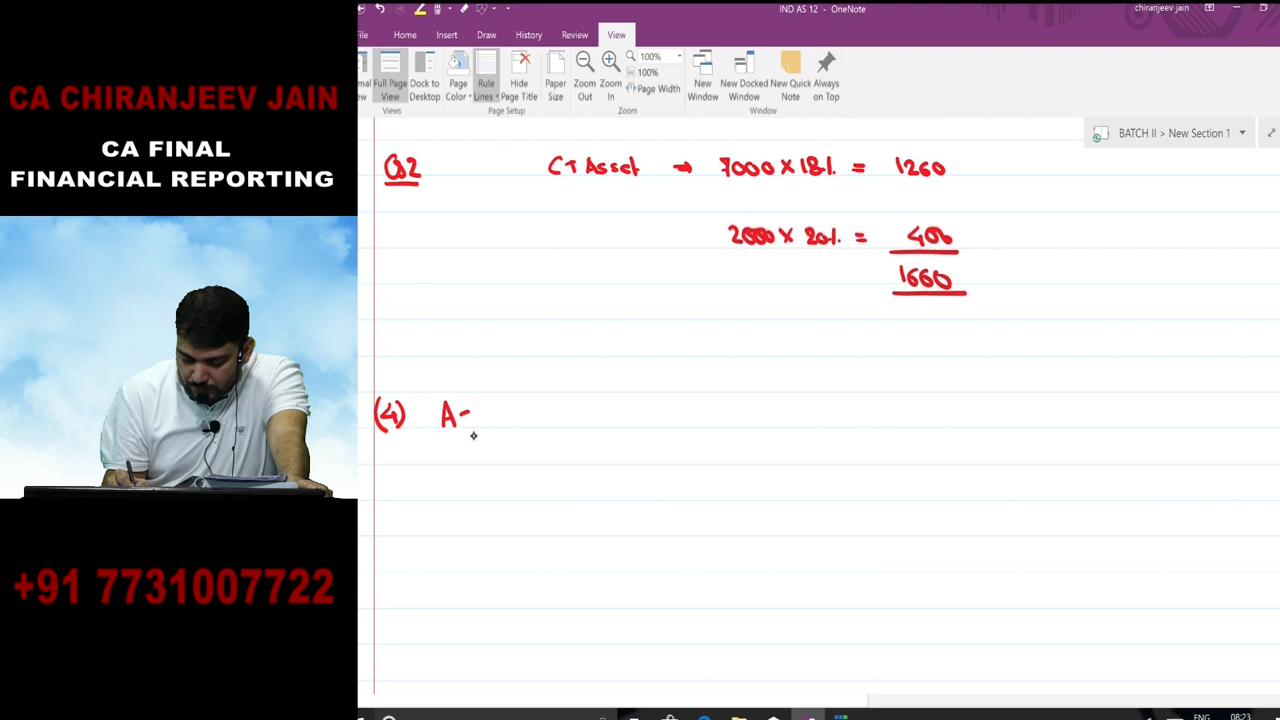 IND AS 12 - OneNote
chiranjeev jain
Home Insert Draw History Review View
Full Page View
Dock to Desktop
Page Color
Rule Lines
Hide Page Title
Paper Size
Zoom Out
Zoom In
100%
100%
Page Width
New Window
New Docked Window
New Quick Note
Always on Top
Views
Page Setup
Zoom
Window
BATCH II > New Section 1
CA CHIRANJEEV JAIN
CA FINAL
FINANCIAL REPORTING
+91 7731007722
Qs2 CT Asset → 7000 × 18% = 1260
2000 × 20% = 400
1660
(4) A-
ENG 08:23